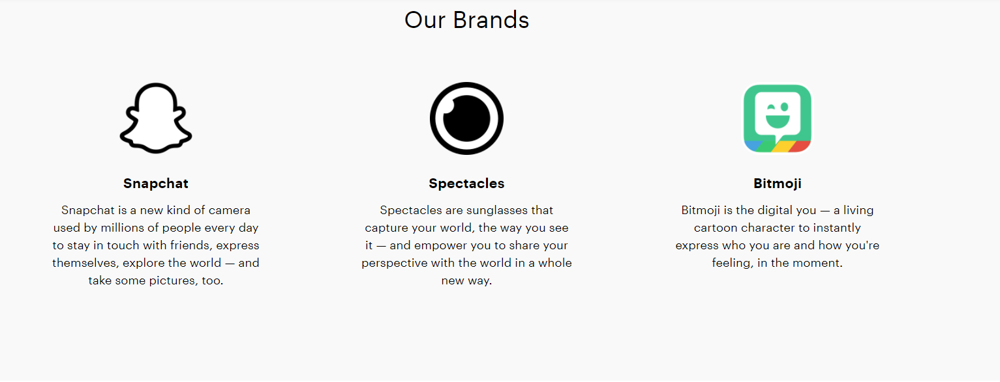 Our Brands
Snapchat
Snapchat is a new kind of camera
used by millions of people every day
to stay in touch with friends, express
themselves, explore the world — and
take some pictures, too.
Spectacles
Spectacles are sunglasses that
capture your world, the way you see
it — and empower you to share your
perspective with the world in a whole
new way.
Bitmoji
Bitmoji is the digital you — a living
cartoon character to instantly
express who you are and how you're
feeling, in the moment.